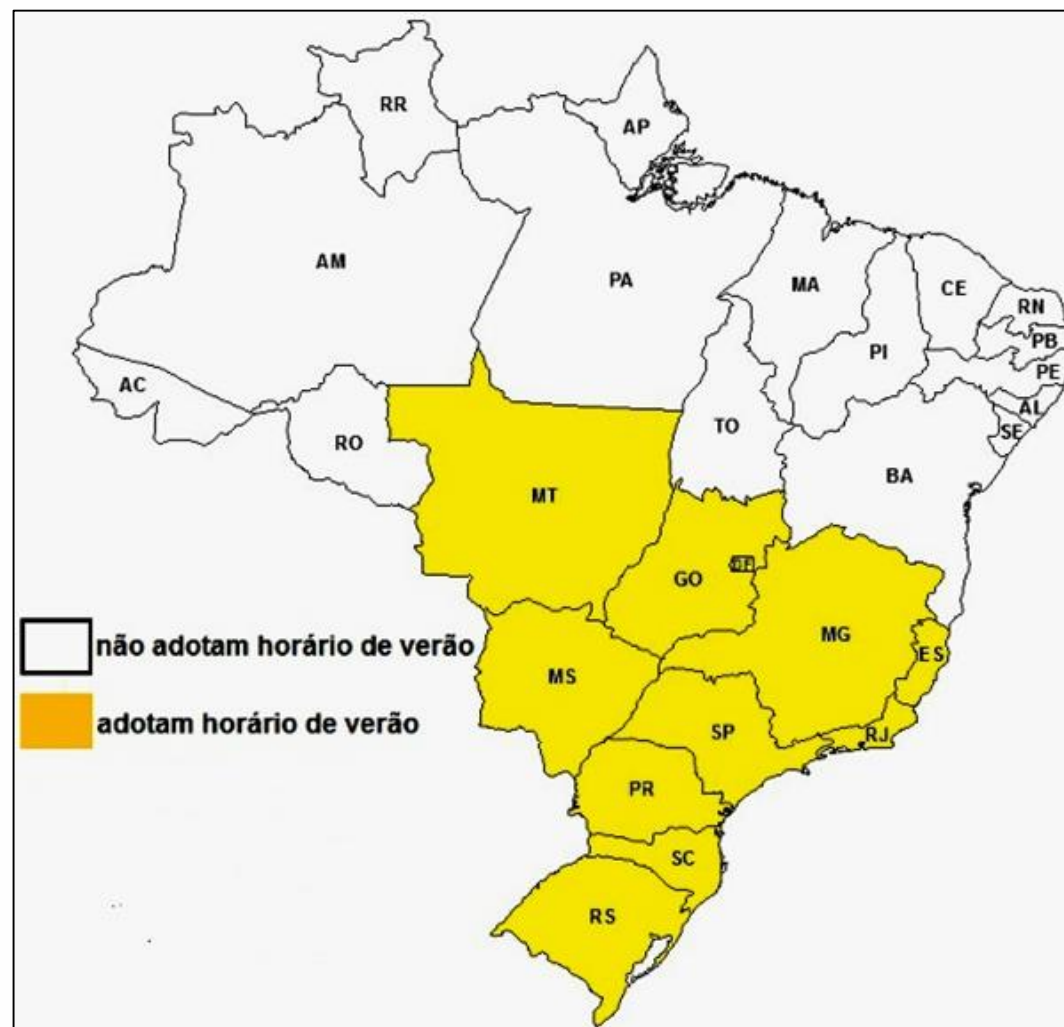 RR
AP
AM
PA
MA
CE
RN
PB
PI
PE
AC
AL
TO
SE
RO
BA
MT
DF
GO
não adotam horário de verão
MG
ES
MS
adotam horário de verão
SP
RJ
PR
SC
RS